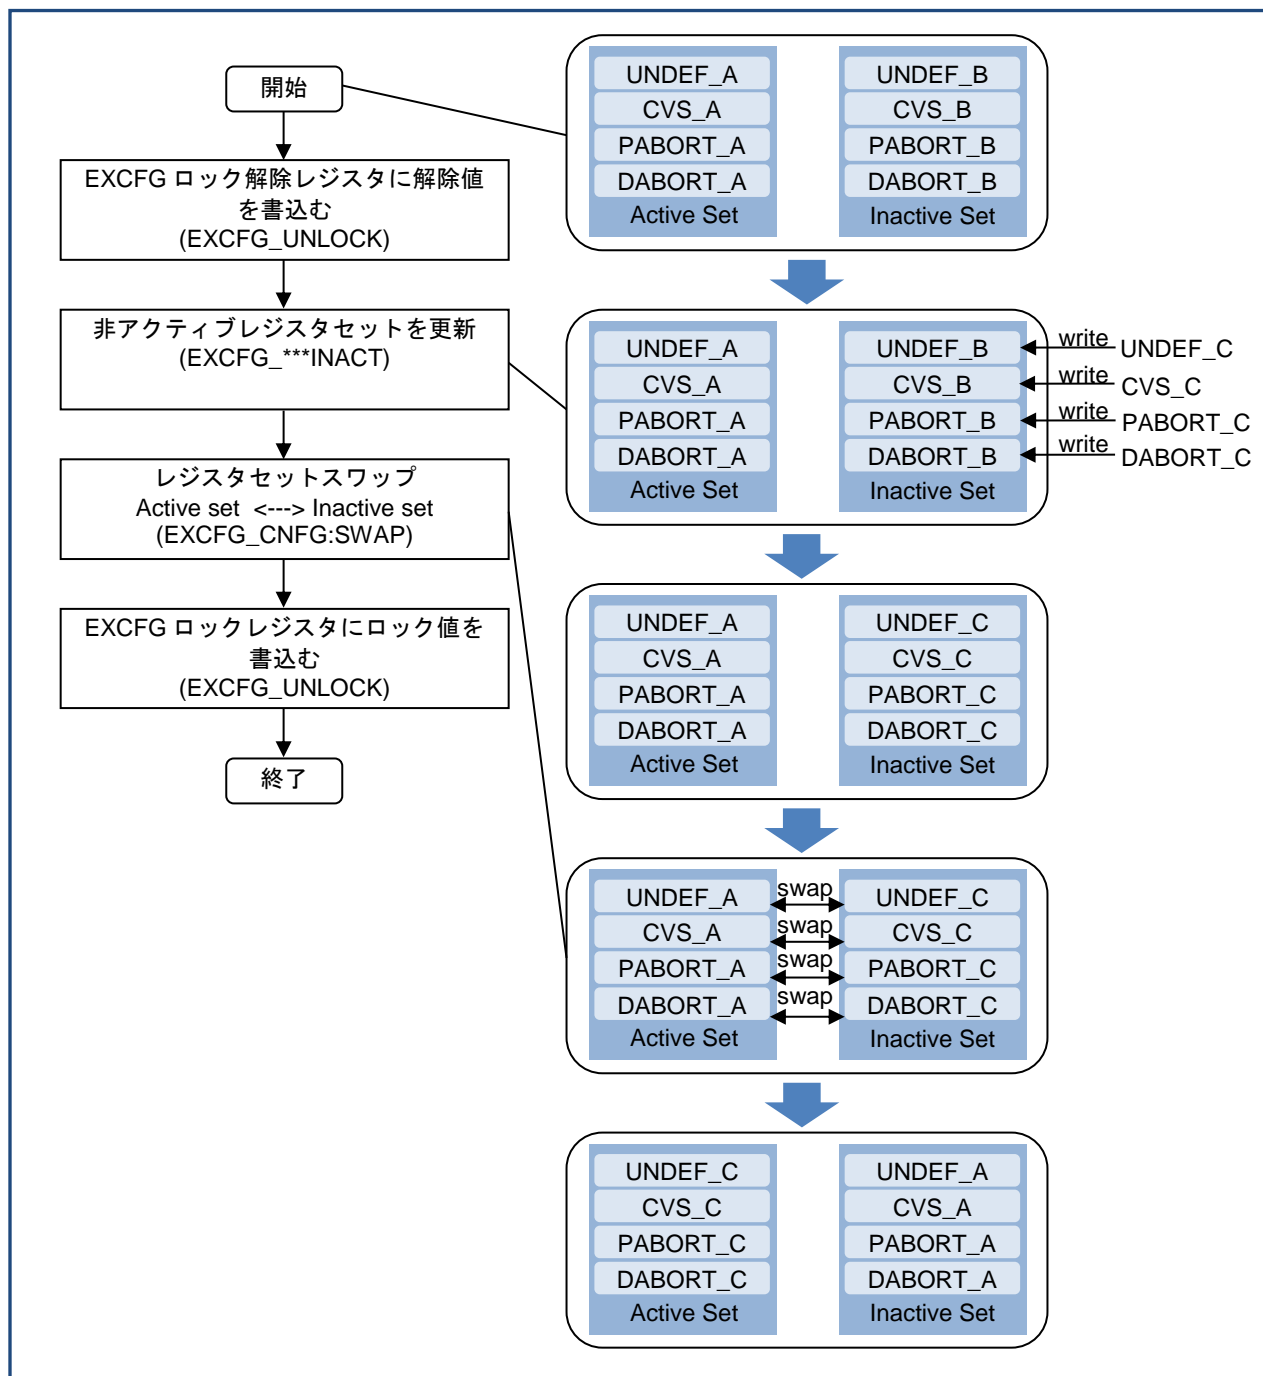 開始
EXCFG ロック解除レジスタに解除値
を書込む
(EXCFG_UNLOCK)
非アクティブレジスタセットを更新
(EXCFG_***INACT)
レジスタセットスワップ
Active set <---> Inactive set
(EXCFG_CNFG:SWAP)
EXCFG ロックレジスタにロック値を
書込む
(EXCFG_UNLOCK)
終了
UNDEF_A
CVS_A
PABORT_A
DABORT_A
Active Set
UNDEF_B
CVS_B
PABORT_B
DABORT_B
Inactive Set
UNDEF_A
CVS_A
PABORT_A
DABORT_A
Active Set
UNDEF_B
CVS_B
PABORT_B
DABORT_B
Inactive Set
write UNDEF_C
write CVS_C
write PABORT_C
write DABORT_C
UNDEF_A
CVS_A
PABORT_A
DABORT_A
Active Set
UNDEF_C
CVS_C
PABORT_C
DABORT_C
Inactive Set
UNDEF_A
CVS_A
PABORT_A
DABORT_A
Active Set
swap
swap
swap
swap
UNDEF_C
CVS_C
PABORT_C
DABORT_C
Inactive Set
UNDEF_C
CVS_C
PABORT_C
DABORT_C
Active Set
UNDEF_A
CVS_A
PABORT_A
DABORT_A
Inactive Set